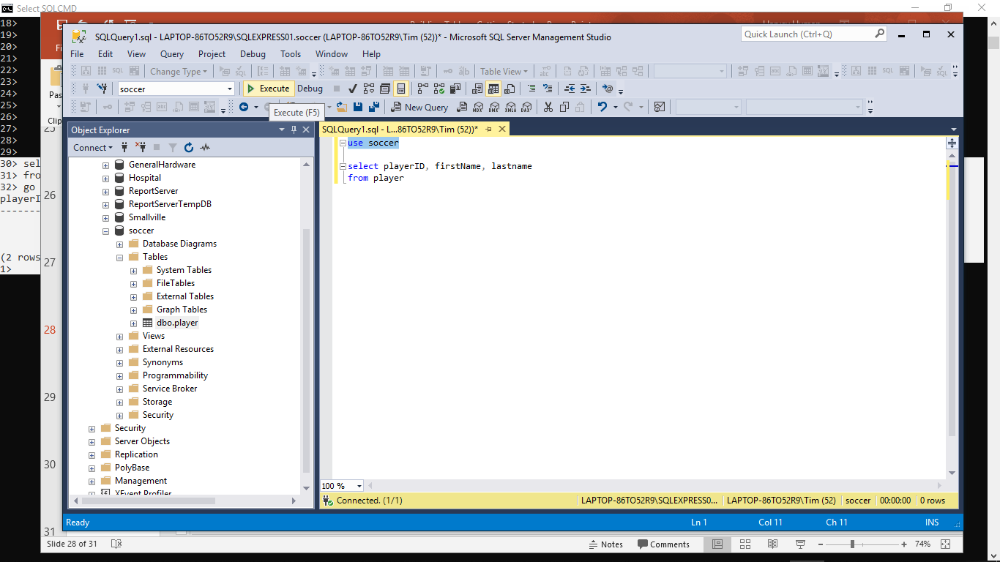 Select SQLCMD
18>
19>
20>
21>
22>
23>
24>
25>
26>
27>
28>
29>
30> sel
31> fro
32> go
playerI
(2 rows
1>
SQLQuery1.sql - LAPTOP-86TO52R9\SQLEXPRESS01.soccer (LAPTOP-86TO52R9\Tim (52))* - Microsoft SQL Server Management Studio
Quick Launch (Ctrl+Q)
File Edit View Query Project Debug Tools Window Help
SQL Change Type SQL Table View SQL
soccer Execute Debug
New Query MDX DMX XMLA DAX
Execute (F5)
Pas
Clip
Object Explorer
Connect
GeneralHardware
Hospital
ReportServer
ReportServerTempDB
Smallville
soccer
Database Diagrams
Tables
System Tables
FileTables
External Tables
Graph Tables
dbo.player
Views
External Resources
Synonyms
Programmability
Service Broker
Storage
Security
Security
Server Objects
Replication
PolyBase
Management
XEvent Profiler
SQLQuery1.sql - L...86TO52R9\Tim (52))*
use soccer
select playerID, firstName, lastname
from player
100 %
Connected. (1/1) LAPTOP-86TO52R9\SQLEXPRESS0... LAPTOP-86TO52R9\Tim (52) soccer 00:00:00 0 rows
Ready Ln 1 Col 11 Ch 11 INS
25
26
27
28
29
30
31
Slide 28 of 31 Notes Comments 74%